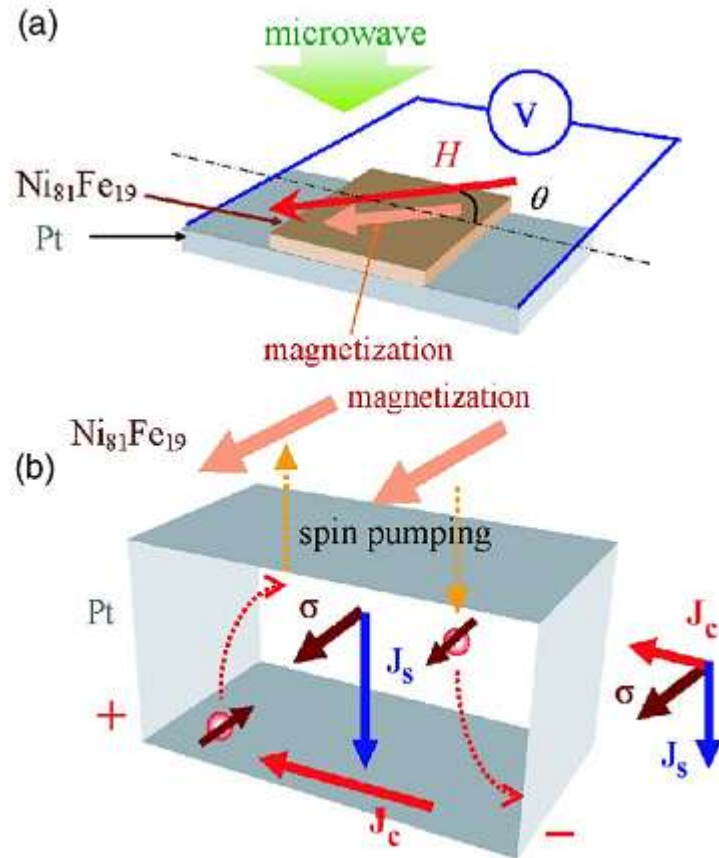 (a)
microwave
V
H
Ni81Fe19
θ
Pt
magnetization
magnetization
Ni81Fe19
(b)
spin pumping
Pt
σ
Js
Jc
σ
Js
+
Jc
−